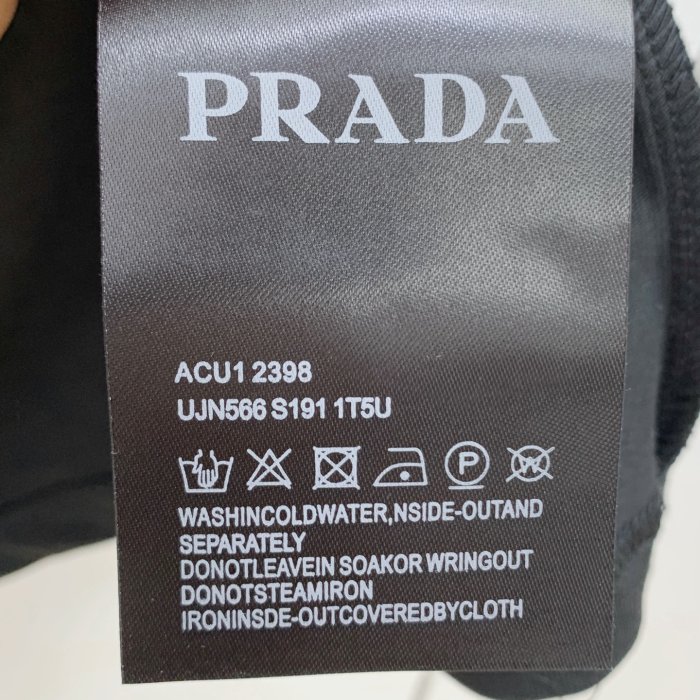 PRADA
ACU1 2398
UJN566 S191 1T5U
P W
WASHINCOLDWATER,NSIDE-OUTAND
SEPARATELY
DONOTLEAVEIN SOAKOR WRINGOUT
DONOTSTEAMIRON
IRONINSDE-OUTCOVEREDBYCLOTH